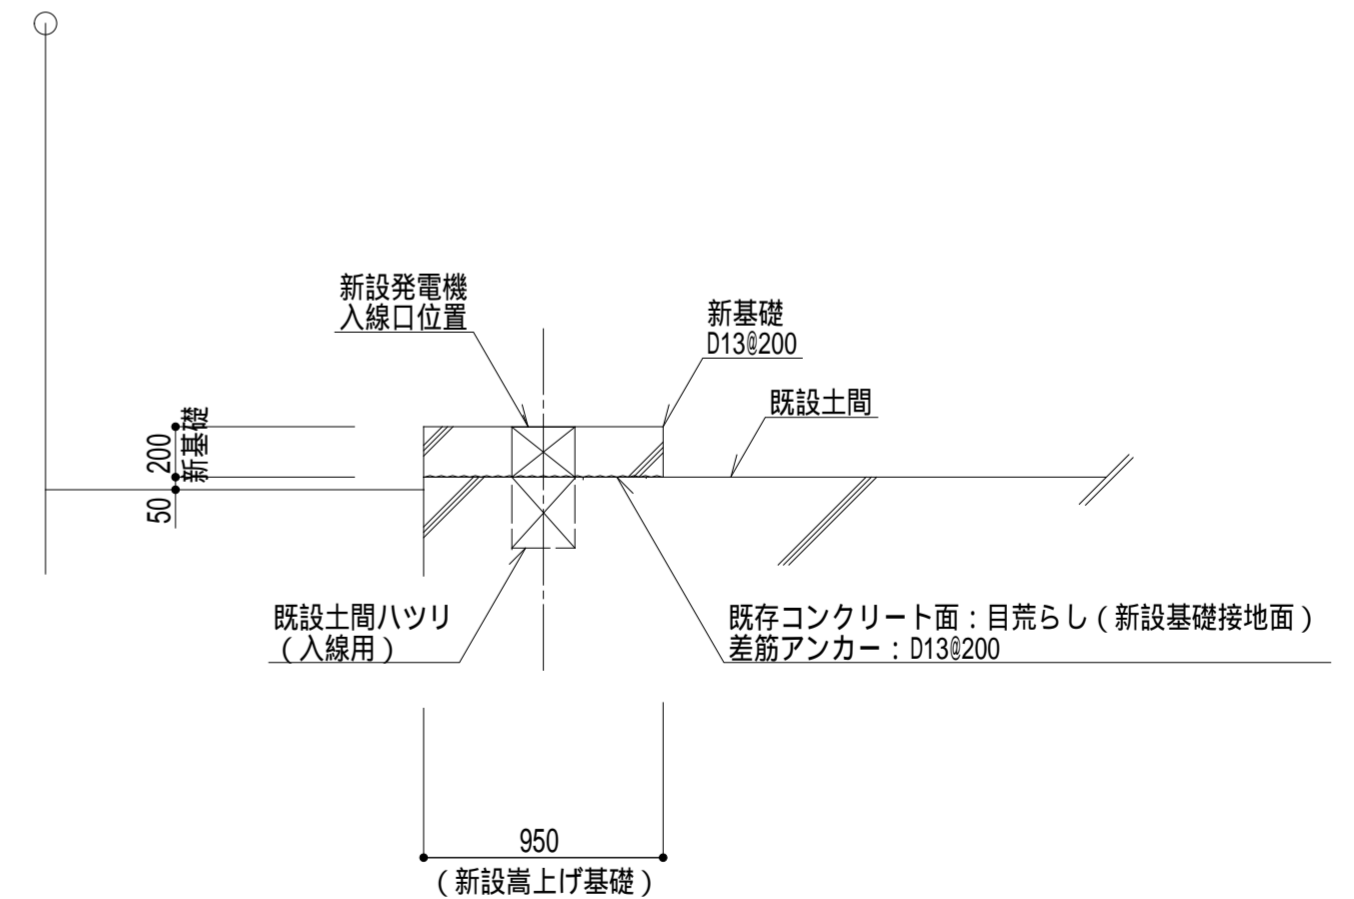 新設発電機
入線口位置
新基礎
D13@200
既設土間
200
新基礎
50
既設土間ハツリ
（入線用）
既存コンクリート面：目荒らし（新設基礎接地面）
差筋アンカー：D13@200
950
（新設嵩上げ基礎）